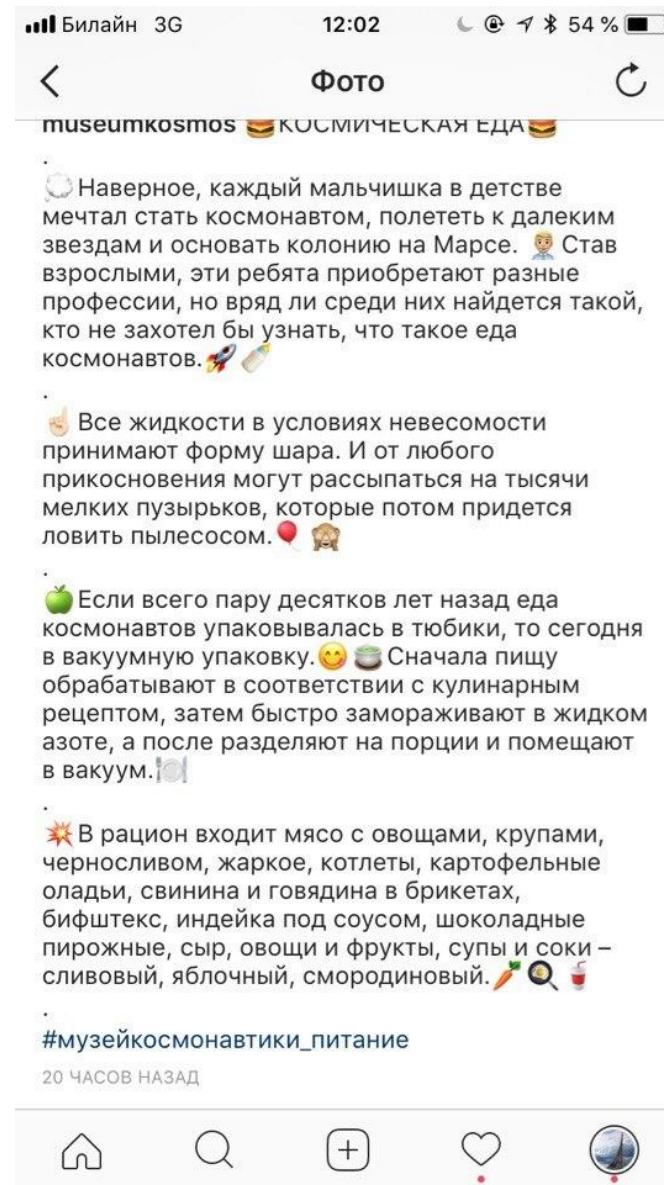 Билайн 3G 12:02 54 %
Фото
museumkosmos 🍔КОСМИЧЕСКАЯ ЕДА🍔
.
💭Наверное, каждый мальчишка в детстве
мечтал стать космонавтом, полететь к далеким
звездам и основать колонию на Марсе. 👨🏼‍💼Став
взрослыми, эти ребята приобретают разные
профессии, но вряд ли среди них найдется такой,
кто не захотел бы узнать, что такое еда
космонавтов.🚀🍼
.
☝🏻Все жидкости в условиях невесомости
принимают форму шара. И от любого
прикосновения могут рассыпаться на тысячи
мелких пузырьков, которые потом придется
ловить пылесосом.🎈🙈
.
🍏Если всего пару десятков лет назад еда
космонавтов упаковывалась в тюбики, то сегодня
в вакуумную упаковку.😋🍵Сначала пищу
обрабатывают в соответствии с кулинарным
рецептом, затем быстро замораживают в жидком
азоте, а после разделяют на порции и помещают
в вакуум.🍽
.
💥В рацион входит мясо с овощами, крупами,
черносливом, жаркое, котлеты, картофельные
оладьи, свинина и говядина в брикетах,
бифштекс, индейка под соусом, шоколадные
пирожные, сыр, овощи и фрукты, супы и соки –
сливовый, яблочный, смородиновый.🥕🍳🥤
.
#музейкосмонавтики_питание
20 ЧАСОВ НАЗАД